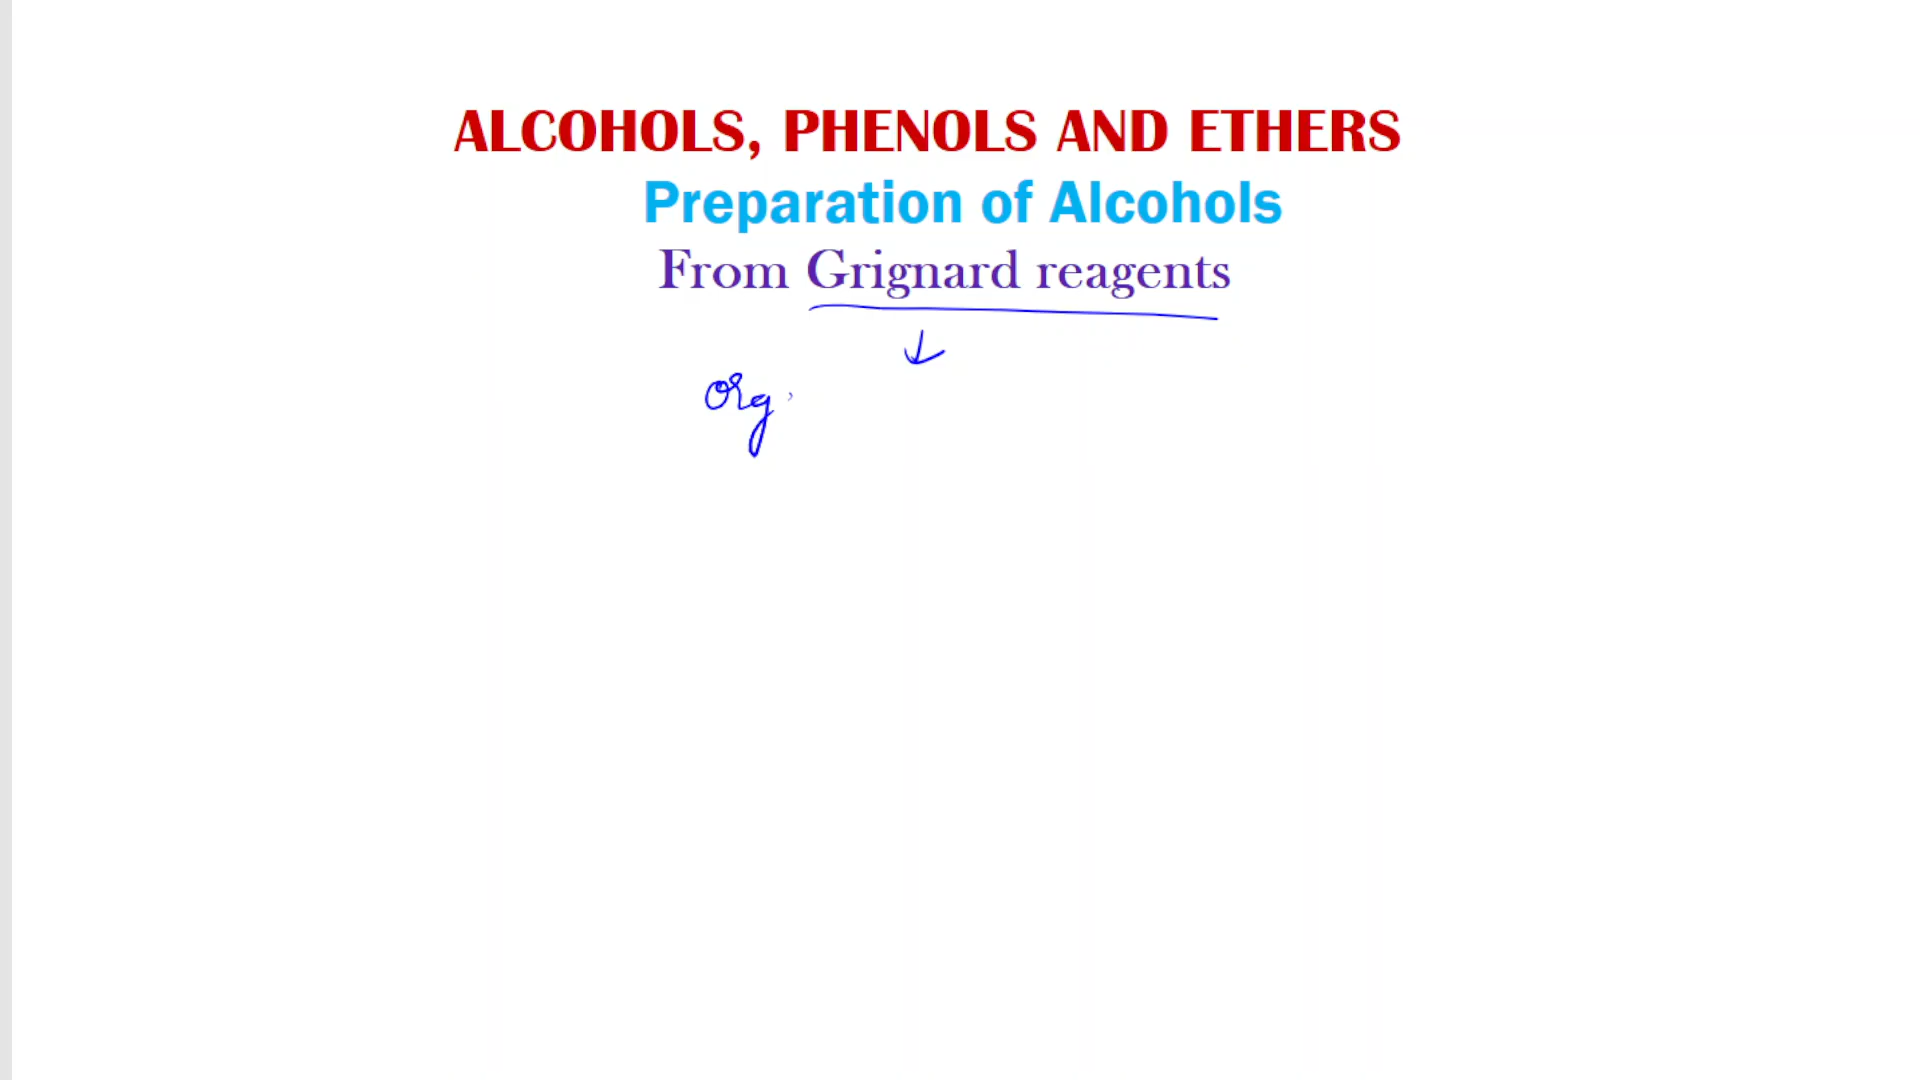 ALCOHOLS, PHENOLS AND ETHERS
Preparation of Alcohols
From Grignard reagents
Org